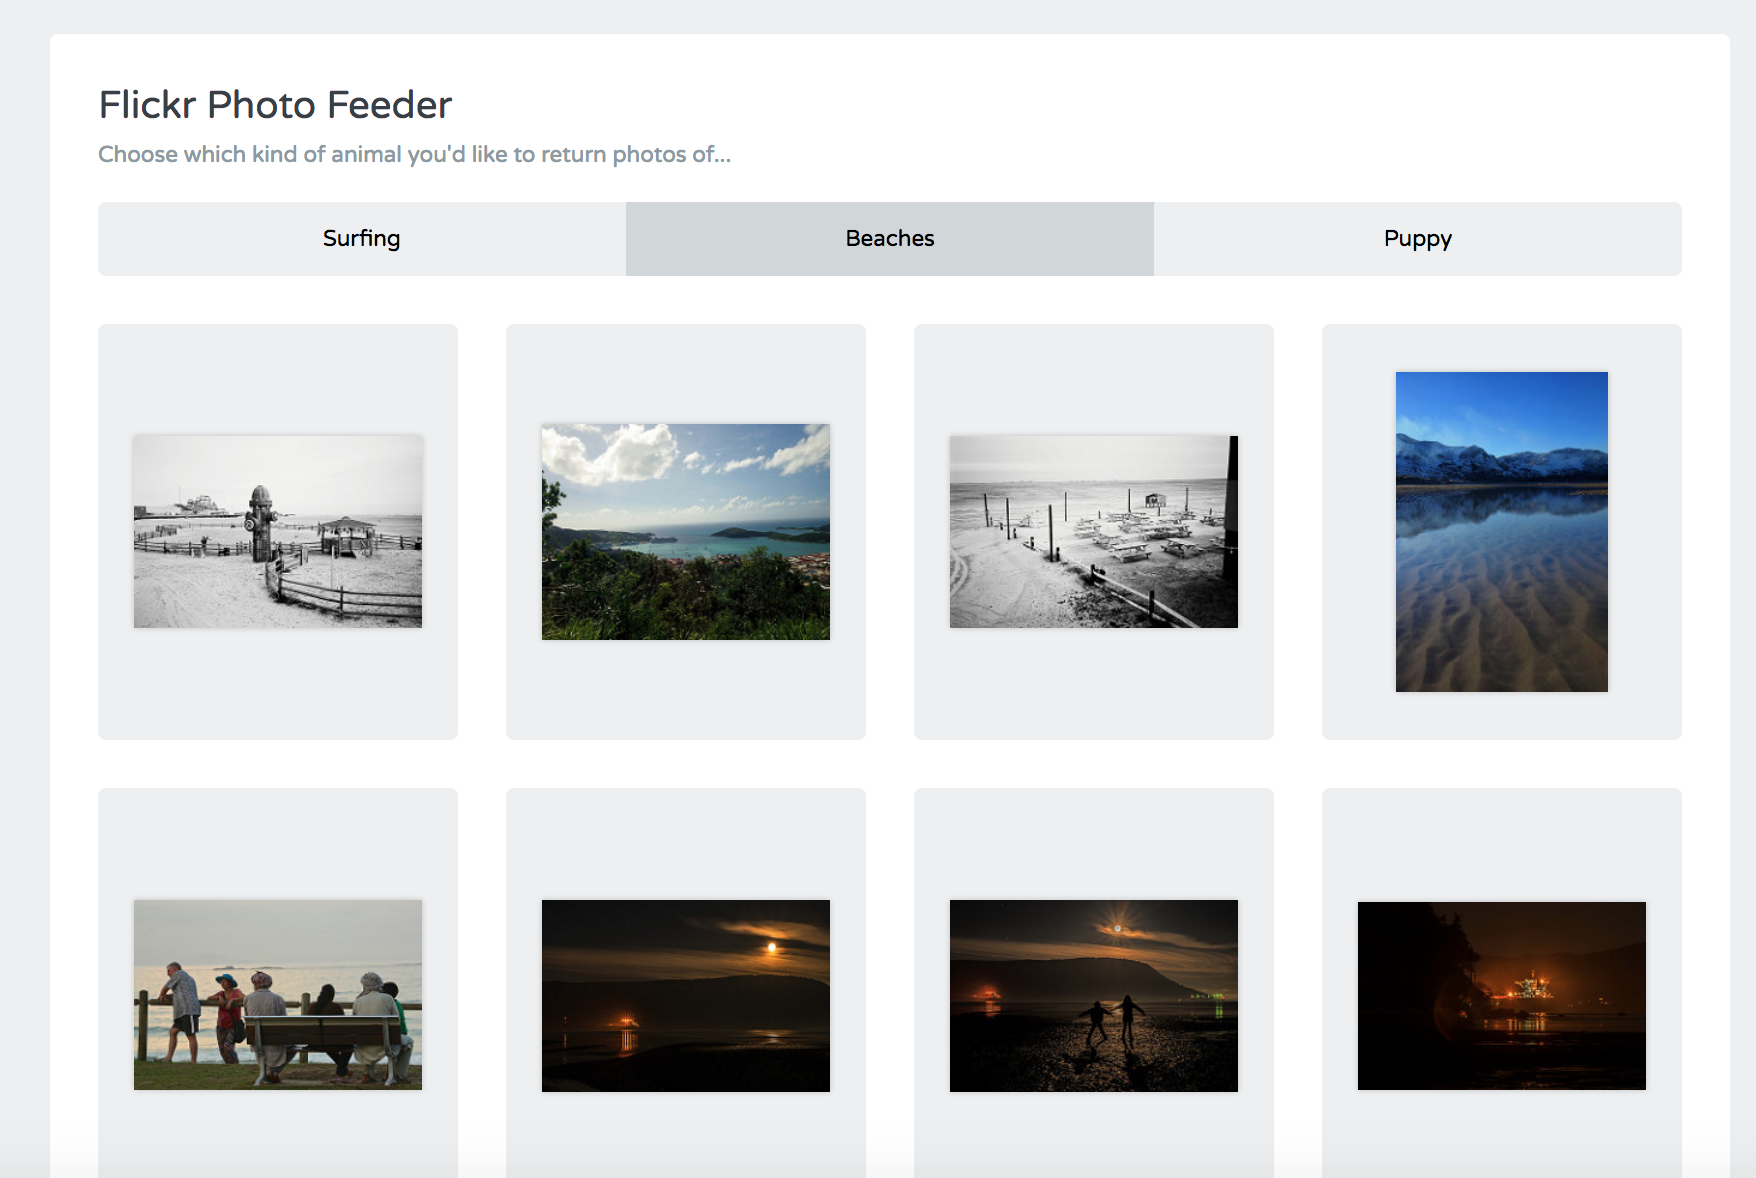 Flickr Photo Feeder
Choose which kind of animal you'd like to return photos of...
Surfing
Beaches
Puppy